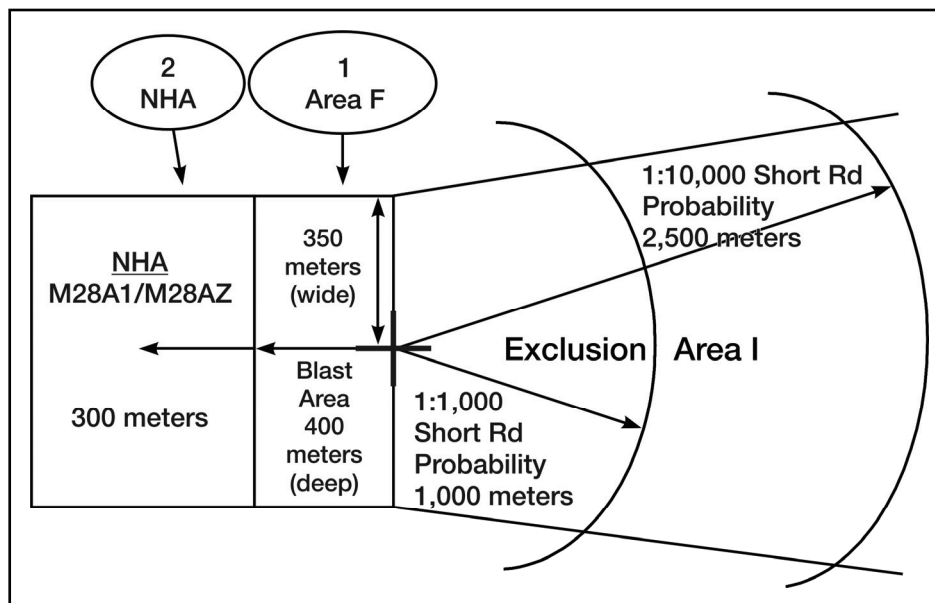 2
NHA
1
Area F
NHA
M28A1/M28AZ
300 meters
350
meters
(wide)
Blast
Area
400
meters
(deep)
1:10,000 Short Rd
Probability
2,500 meters
Exclusion Area I
1:1,000
Short Rd
Probability
1,000 meters